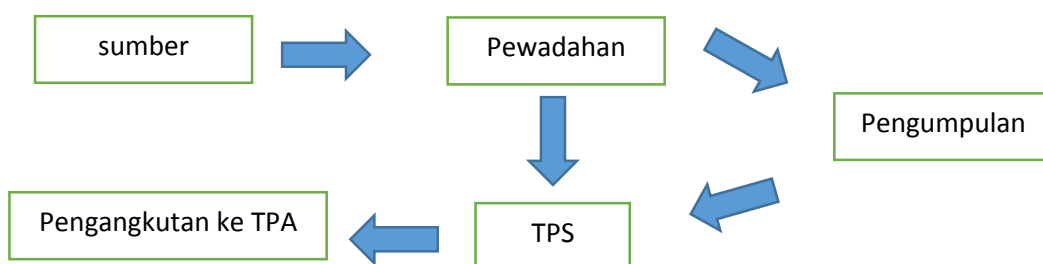 sumber
Pewadahan
Pengumpulan
TPS
Pengangkutan ke TPA